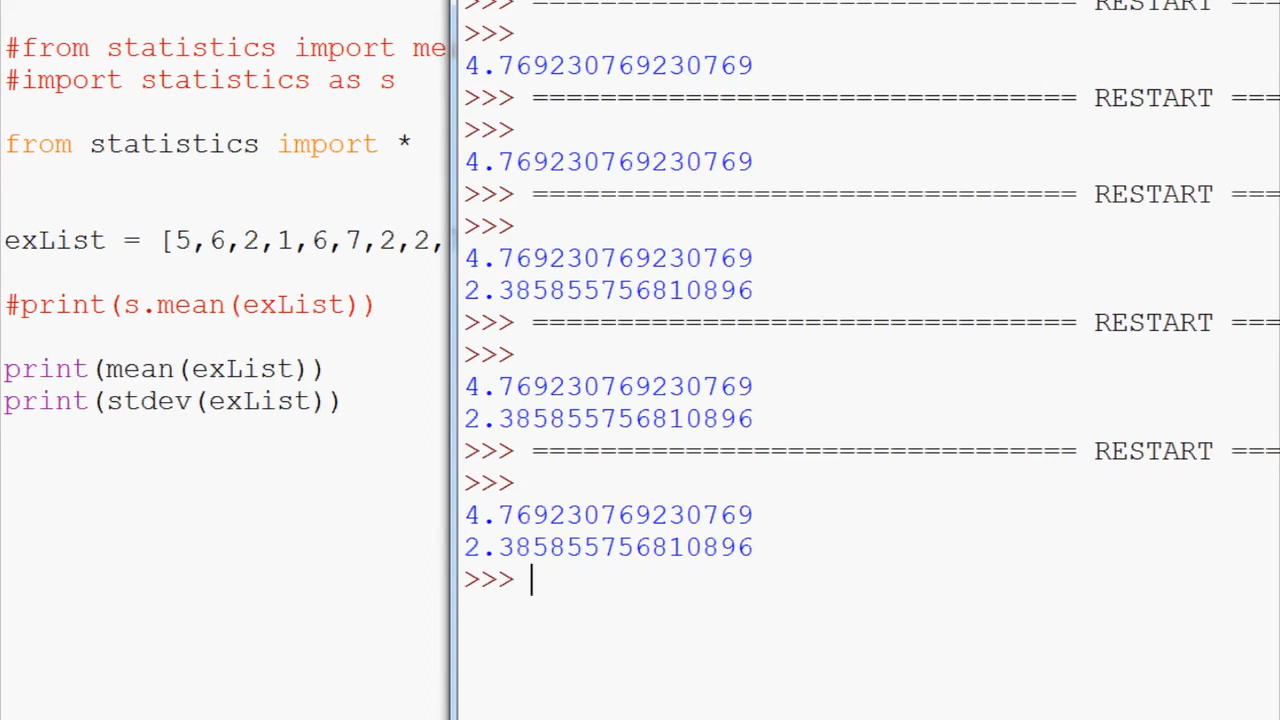 #from statistics import me
#import statistics as s
from statistics import *
exList = [5,6,2,1,6,7,2,2,
#print(s.mean(exList))
print(mean(exList))
print(stdev(exList))
>>> ================================ RESTART ===
>>>
4.769230769230769
>>> ================================ RESTART ===
>>>
4.769230769230769
>>> ================================ RESTART ===
>>>
4.769230769230769
2.385855756810896
>>> ================================ RESTART ===
>>>
4.769230769230769
2.385855756810896
>>> ================================ RESTART ===
>>>
4.769230769230769
2.385855756810896
>>>